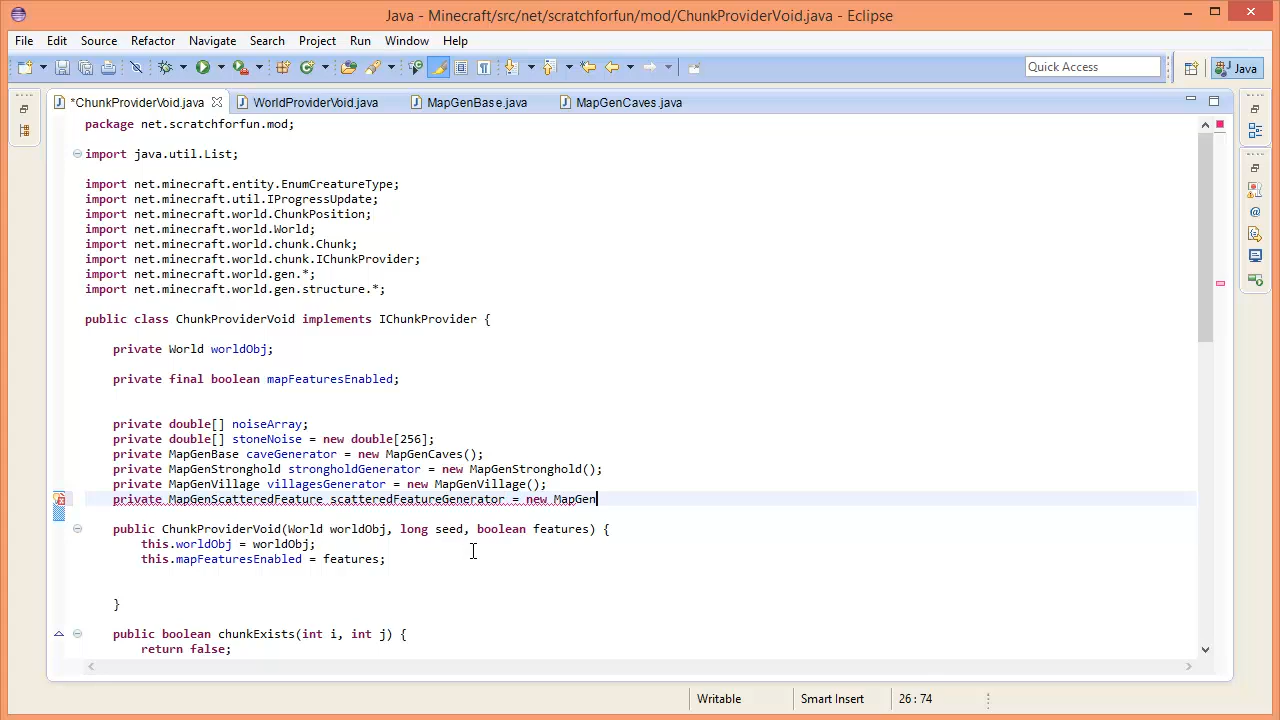 Java - Minecraft/src/net/scratchforfun/mod/ChunkProviderVoid.java - Eclipse
File Edit Source Refactor Navigate Search Project Run Window Help
Quick Access
Java
*ChunkProviderVoid.java WorldProviderVoid.java MapGenBase.java MapGenCaves.java
package net.scratchforfun.mod;
import java.util.List;
import net.minecraft.entity.EnumCreatureType;
import net.minecraft.util.IProgressUpdate;
import net.minecraft.world.ChunkPosition;
import net.minecraft.world.World;
import net.minecraft.world.chunk.Chunk;
import net.minecraft.world.chunk.IChunkProvider;
import net.minecraft.world.gen.*;
import net.minecraft.world.gen.structure.*;
public class ChunkProviderVoid implements IChunkProvider {
private World worldObj;
private final boolean mapFeaturesEnabled;
private double[] noiseArray;
private double[] stoneNoise = new double[256];
private MapGenBase caveGenerator = new MapGenCaves();
private MapGenStronghold strongholdGenerator = new MapGenStronghold();
private MapGenVillage villagesGenerator = new MapGenVillage();
private MapGenScatteredFeature scatteredFeatureGenerator = new MapGen
public ChunkProviderVoid(World worldObj, long seed, boolean features) {
this.worldObj = worldObj;
this.mapFeaturesEnabled = features;
}
public boolean chunkExists(int i, int j) {
return false;
Writable Smart Insert 26 : 74